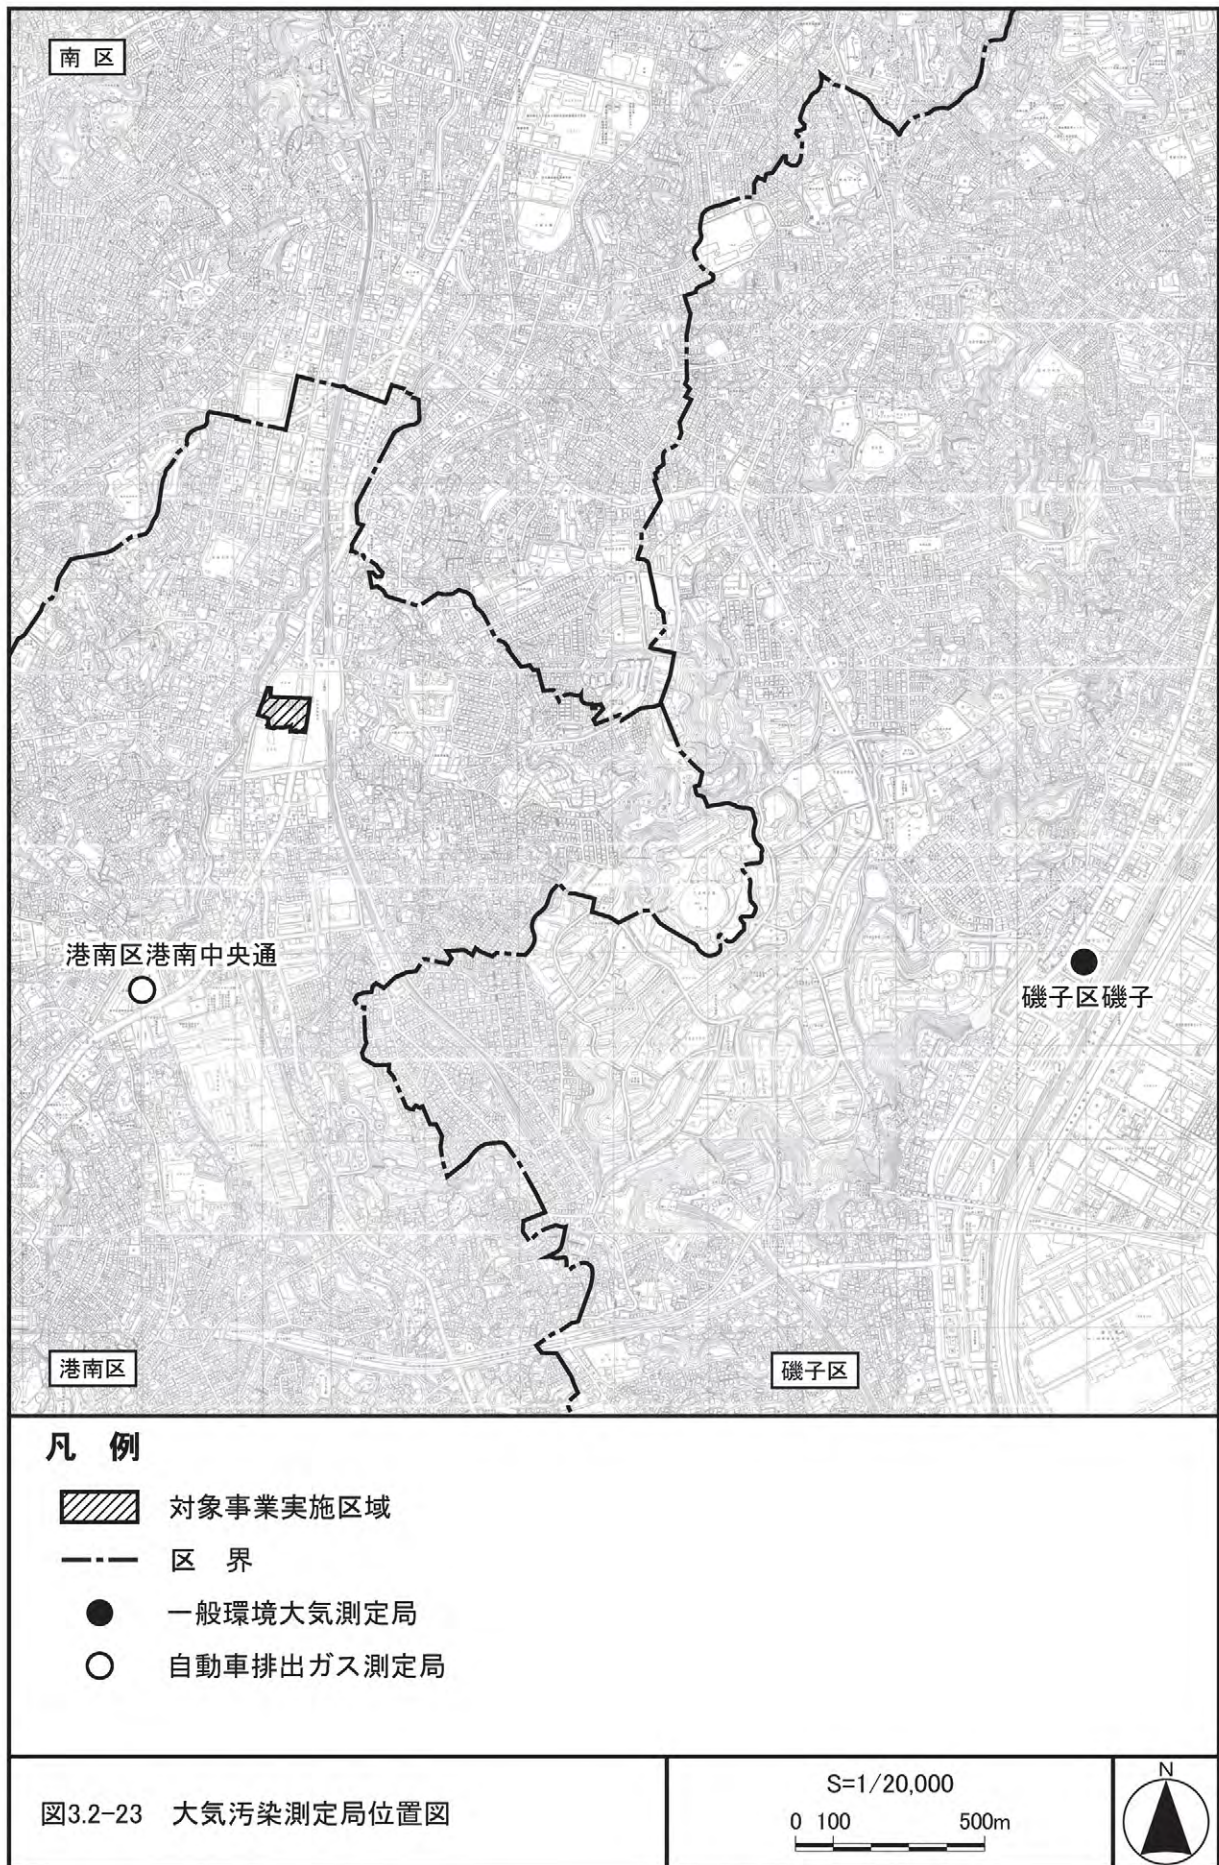 南 区
港南区港南中央通
磯子区磯子
港南区
磯子区
凡 例
対象事業実施区域
区 界
一般環境大気測定局
自動車排出ガス測定局
図3.2-23 大気汚染測定局位置図
S=1/20,000
0 100 500m
N